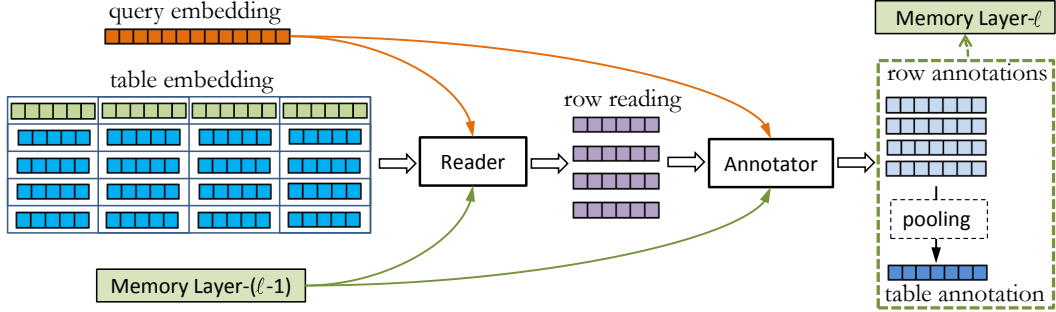 query embedding
Memory Layer-ℓ
table embedding
row annotations
row reading
Reader
Annotator
pooling
Memory Layer-(ℓ-1)
table annotation